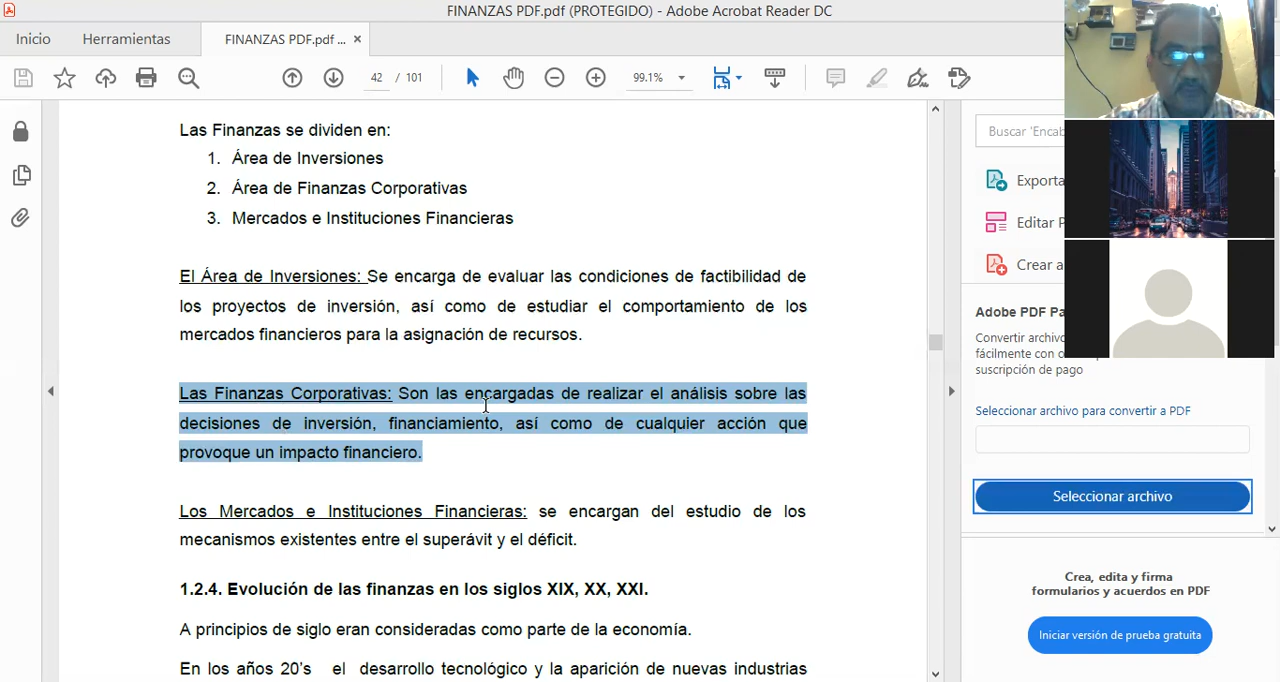 FINANZAS PDF.pdf (PROTEGIDO) - Adobe Acrobat Reader DC
Inicio
Herramientas
FINANZAS PDF.pdf ... ×
42 / 101
99.1%
Las Finanzas se dividen en:
1. Área de Inversiones
2. Área de Finanzas Corporativas
3. Mercados e Instituciones Financieras
El Área de Inversiones: Se encarga de evaluar las condiciones de factibilidad de
los proyectos de inversión, así como de estudiar el comportamiento de los
mercados financieros para la asignación de recursos.
Las Finanzas Corporativas: Son las encargadas de realizar el análisis sobre las
decisiones de inversión, financiamiento, así como de cualquier acción que
provoque un impacto financiero.
Los Mercados e Instituciones Financieras: se encargan del estudio de los
mecanismos existentes entre el superávit y el déficit.
1.2.4. Evolución de las finanzas en los siglos XIX, XX, XXI.
A principios de siglo eran consideradas como parte de la economía.
En los años 20's el desarrollo tecnológico y la aparición de nuevas industrias
Buscar 'Encab
Exporta
Editar P
Crear a
Adobe PDF Pa
Convertir archivo
fácilmente con o
suscripción de pago
Seleccionar archivo para convertir a PDF
Seleccionar archivo
Crea, edita y firma
formularios y acuerdos en PDF
Iniciar versión de prueba gratuita